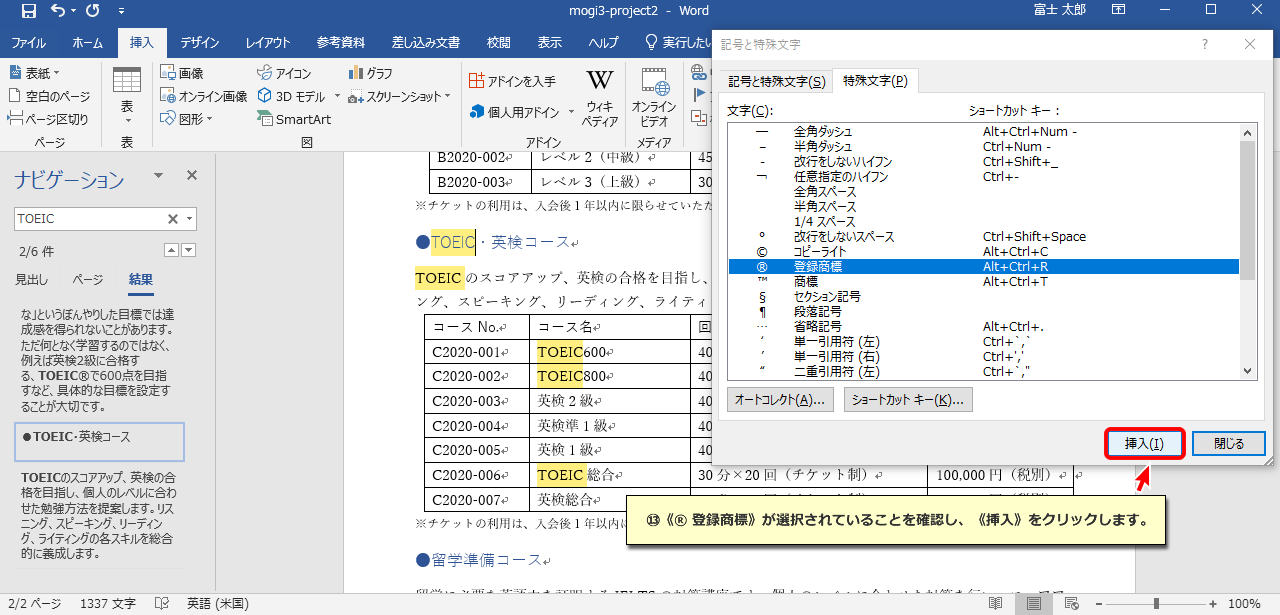 mogi3-project2 - Word
富士 太郎
ファイル ホーム 挿入 デザイン レイアウト 参考資料 差し込み文書 校閲 表示 ヘルプ 実行したい
表紙
空白のページ
ページ区切り
ページ
表
表
画像
オンライン画像
図形
アイコン
3D モデル
SmartArt
グラフ
スクリーンショット
図
アドインを入手
個人用アドイン
ウィキ
ペディア
アドイン
オンライン
ビデオ
メディア
ナビゲーション
TOEIC
2/6 件
見出し ページ 結果
な」というぼんやりした目標では達
成感を得られないことがあります。
ただ何となく学習するのではなく、
例えば英検2級に合格す
る、TOEIC®で600点を目指
すなど、具体的な目標を設定す
ることが大切です。
●TOEIC・英検コース
TOEICのスコアアップ、英検の合
格を目指し、個人のレベルに合わ
せた勉強方法を提案します。リス
ニング、スピーキング、リーディン
グ、ライティングの各スキルを総合
的に養成します。
B2020-002 レベル 2（中級） 45
B2020-003 レベル 3（上級） 30
※チケットの利用は、入会後 1 年以内に限らせていただ
●TOEIC・英検コース
TOEIC のスコアアップ、英検の合格を目指し、
ング、スピーキング、リーディング、ライティ
コース No. コース名 回
C2020-001 TOEIC600 40
C2020-002 TOEIC800 40
C2020-003 英検 2 級 40
C2020-004 英検準 1 級 40
C2020-005 英検 1 級 40
C2020-006 TOEIC 総合 30 分×20 回（チケット制） 100,000 円（税別）
C2020-007 英検総合
※チケットの利用は、入会後 1 年以内に
●留学準備コース
記号と特殊文字
記号と特殊文字(S) 特殊文字(P)
文字(C): ショートカット キー：
— 全角ダッシュ Alt+Ctrl+Num -
– 半角ダッシュ Ctrl+Num -
- 改行をしないハイフン Ctrl+Shift+_
¬ 任意指定のハイフン Ctrl+-
全角スペース
半角スペース
1/4 スペース
° 改行をしないスペース Ctrl+Shift+Space
© コピーライト Alt+Ctrl+C
® 登録商標 Alt+Ctrl+R
™ 商標 Alt+Ctrl+T
§ セクション記号
¶ 段落記号
… 省略記号 Alt+Ctrl+.
‘ 単一引用符 (左) Ctrl+`,`
’ 単一引用符 (右) Ctrl+','
“ 二重引用符 (左) Ctrl+`,"
オートコレクト(A)... ショートカット キー(K)...
挿入(I) 閉じる
⑬《® 登録商標》が選択されていることを確認し、《挿入》をクリックします。
2/2 ページ 1337 文字 英語 (米国) 100%